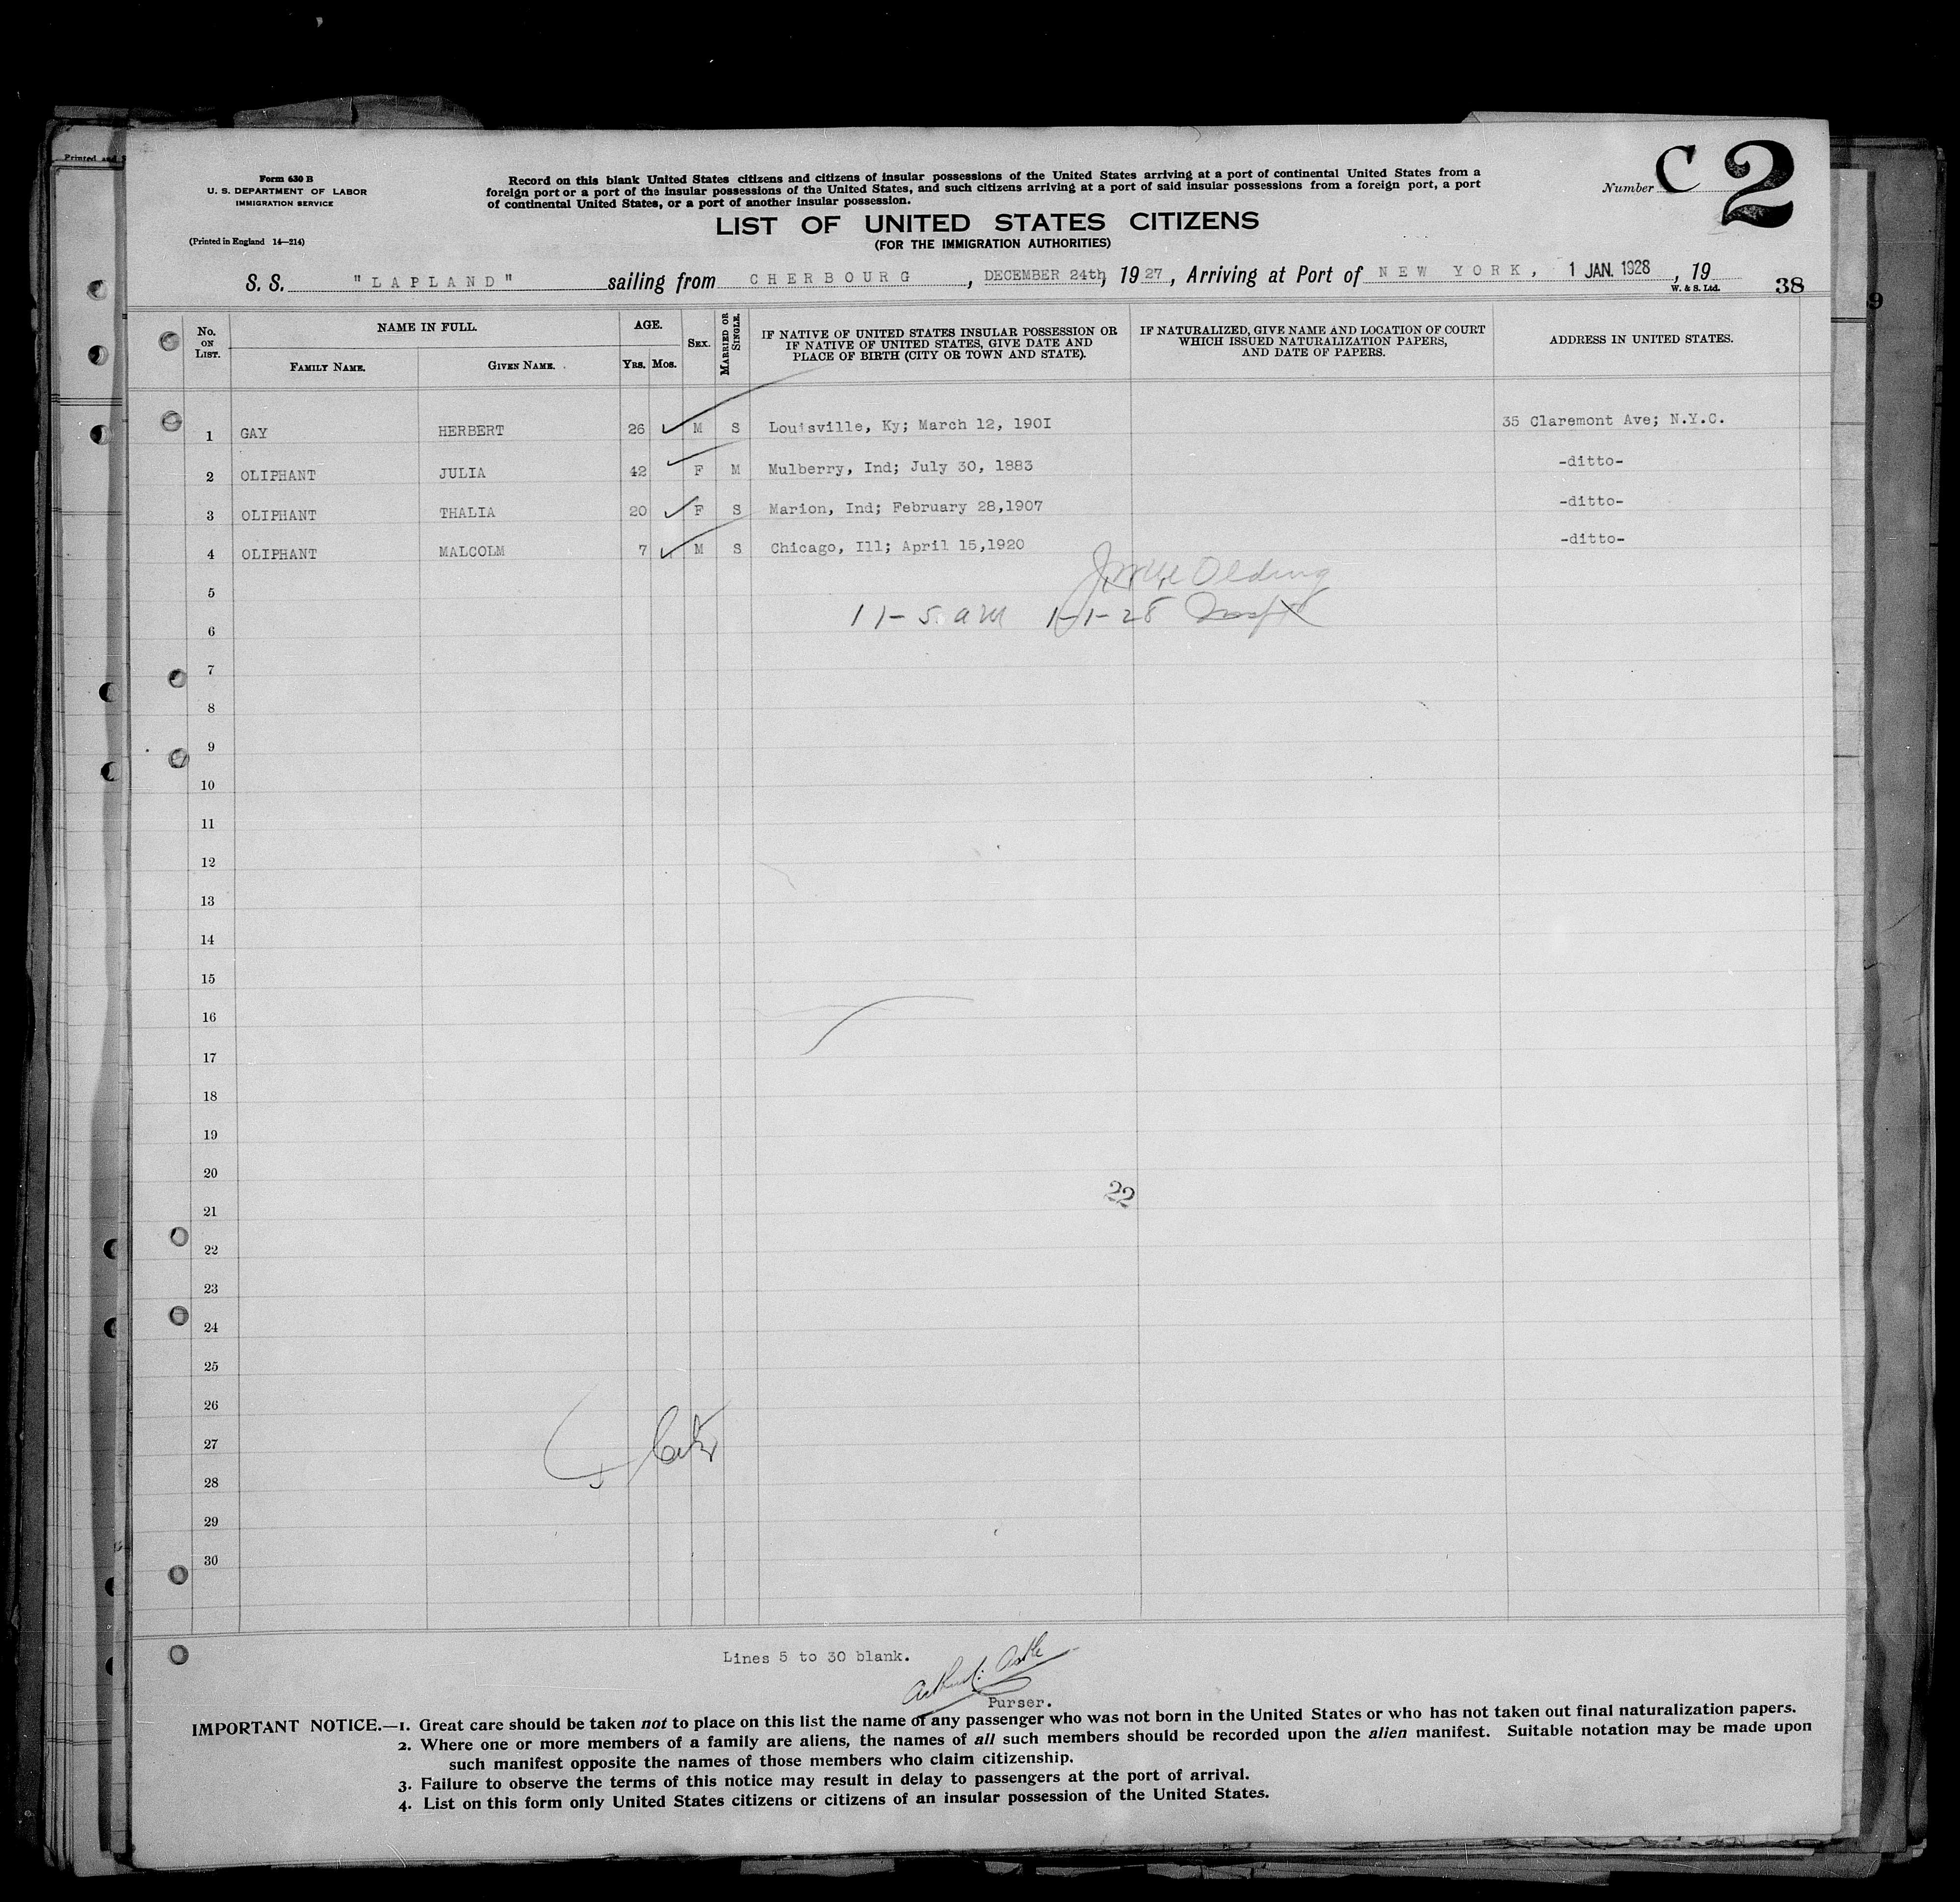 Printed and
Form 630 B
U. S. DEPARTMENT OF LABOR
IMMIGRATION SERVICE
(Printed in England 14—214)
Record on this blank United States citizens and citizens of insular possessions of the United States arriving at a port of continental United States from a
foreign port or a port of the insular possessions of the United States, and such citizens arriving at a port of said insular possessions from a foreign port, a port
of continental United States, or a port of another insular possession.
Number C 2
LIST OF UNITED STATES CITIZENS
(FOR THE IMMIGRATION AUTHORITIES)
S. S. "LAPLAND" sailing from CHERBOURG, DECEMBER 24th, 1927, Arriving at Port of NEW YORK, 1 JAN. 1928, 19
W. & S. Ltd.
38
9
No. ON LIST.
NAME IN FULL.
FAMILY NAME.
GIVEN NAME.
AGE.
YRS. MOS.
SEX.
MARRIED OR SINGLE.
IF NATIVE OF UNITED STATES INSULAR POSSESSION OR
IF NATIVE OF UNITED STATES, GIVE DATE AND
PLACE OF BIRTH (CITY OR TOWN AND STATE).
IF NATURALIZED, GIVE NAME AND LOCATION OF COURT
WHICH ISSUED NATURALIZATION PAPERS,
AND DATE OF PAPERS.
ADDRESS IN UNITED STATES.
1 GAY HERBERT 26 M S Louisville, Ky; March 12, 1901 35 Claremont Ave; N.Y.C.
2 OLIPHANT JULIA 42 F M Mulberry, Ind; July 30, 1883 -ditto-
3 OLIPHANT THALIA 20 F S Marion, Ind; February 28,1907 -ditto-
4 OLIPHANT MALCOLM 7 M S Chicago, Ill; April 15,1920 -ditto-
5
11-5 am 1-1-28
6
7
8
9
10
11
12
13
14
15
16
17
18
19
20
22
21
22
23
24
25
26
27
28
29
30
Lines 5 to 30 blank.
Purser.
IMPORTANT NOTICE.—1. Great care should be taken not to place on this list the name of any passenger who was not born in the United States or who has not taken out final naturalization papers.
2. Where one or more members of a family are aliens, the names of all such members should be recorded upon the alien manifest. Suitable notation may be made upon
such manifest opposite the names of those members who claim citizenship.
3. Failure to observe the terms of this notice may result in delay to passengers at the port of arrival.
4. List on this form only United States citizens or citizens of an insular possession of the United States.